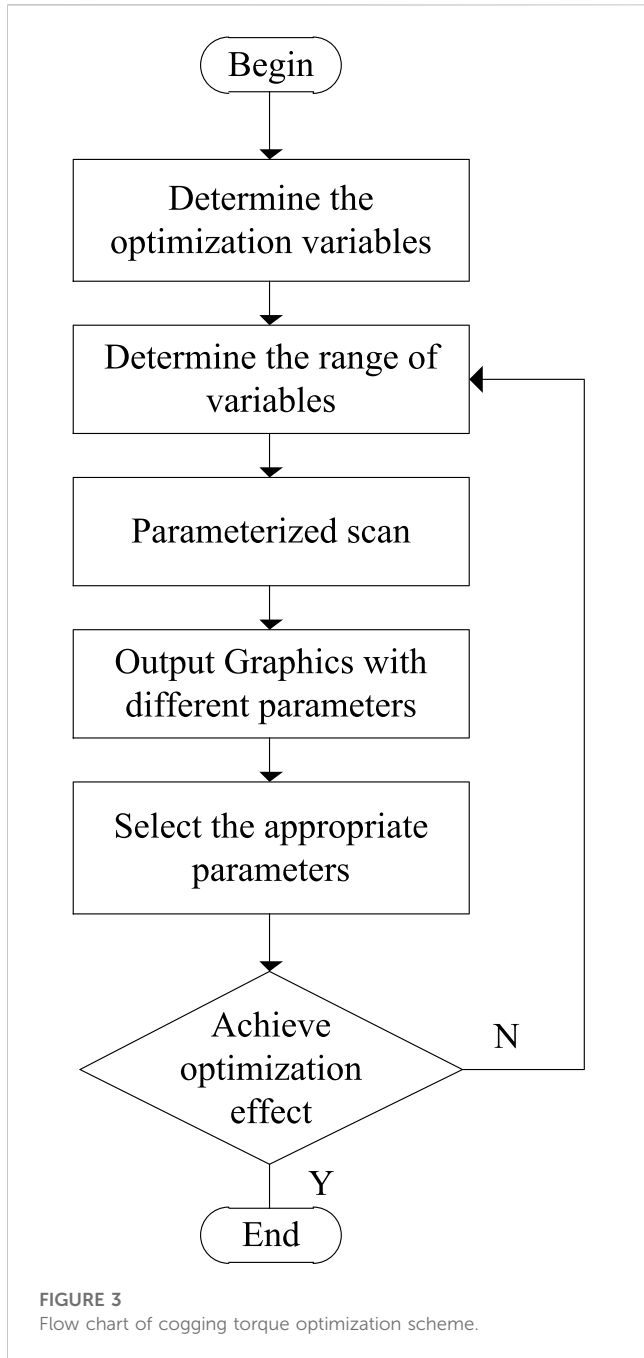 Begin
Determine the
optimization variables
Determine the range of
variables
Parameterized scan
Output Graphics with
different parameters
Select the appropriate
parameters
Achieve
optimization
effect
N
Y
End
FIGURE 3
Flow chart of cogging torque optimization scheme.